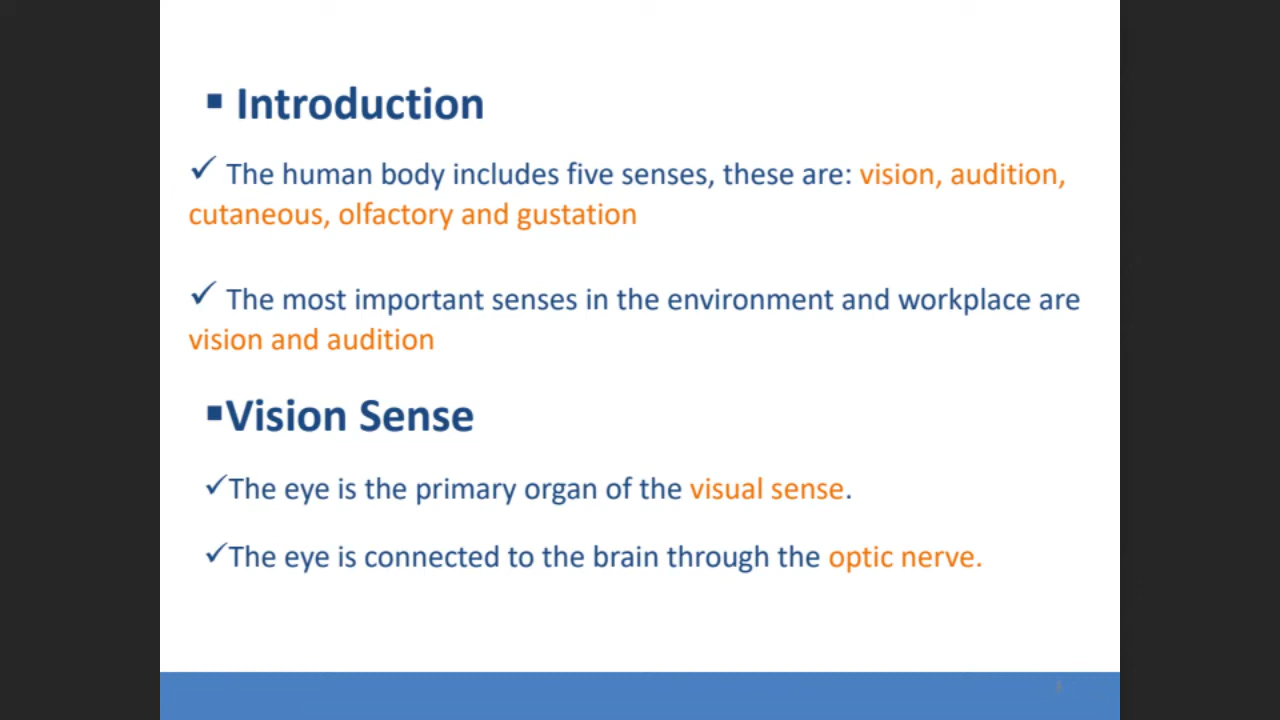 ▪ Introduction
✓ The human body includes five senses, these are: vision, audition,
cutaneous, olfactory and gustation
✓ The most important senses in the environment and workplace are
vision and audition
▪Vision Sense
✓The eye is the primary organ of the visual sense.
✓The eye is connected to the brain through the optic nerve.